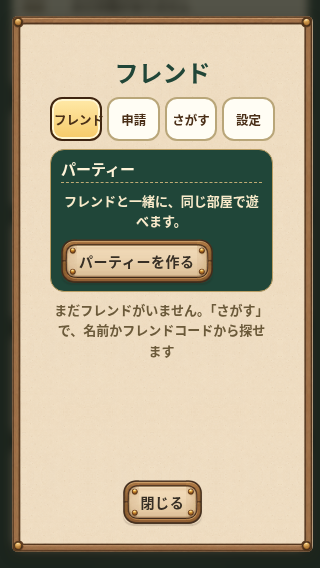 フレンド
フレンド
申請
さがす
設定
パーティー
フレンドと一緒に、同じ部屋で遊
べます。
パーティーを作る
まだフレンドがいません。「さがす」
で、名前かフレンドコードから探せ
ます
閉じる